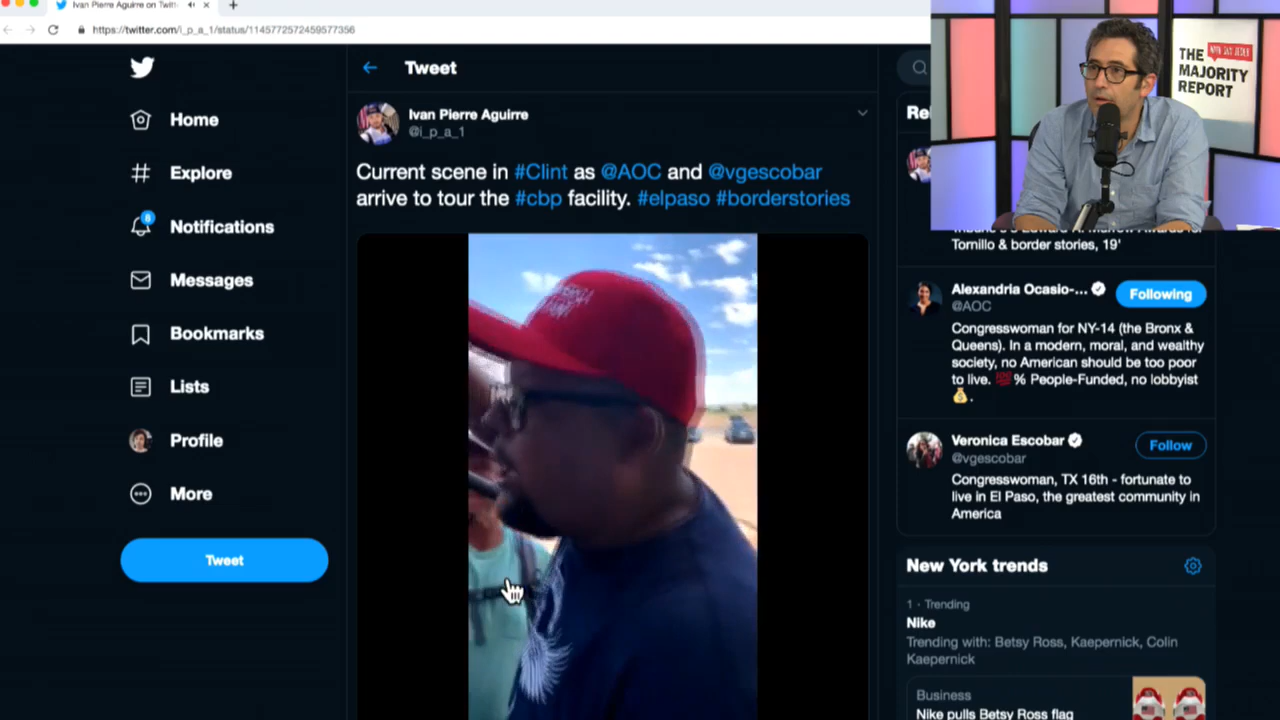 Ivan Pierre Aguirre on Twitt
https://twitter.com/i_p_a_1/status/1145772572459577356
Home
Explore
6
Notifications
Messages
Bookmarks
Lists
Profile
More
Tweet
Tweet
Ivan Pierre Aguirre
@i_p_a_1
Current scene in #Clint as @AOC and @vgescobar
arrive to tour the #cbp facility. #elpaso #borderstories
THE
MAJORITY
REPORT
Tornillo & border stories, 19'
Alexandria Ocasio-...
@AOC
Following
Congresswoman for NY-14 (the Bronx &
Queens). In a modern, moral, and wealthy
society, no American should be too poor
to live. 💯% People-Funded, no lobbyist
💰.
Veronica Escobar
@vgescobar
Follow
Congresswoman, TX 16th - fortunate to
live in El Paso, the greatest community in
America
New York trends
1 · Trending
Nike
Trending with: Betsy Ross, Kaepernick, Colin
Kaepernick
Business
Nike pulls Betsy Ross flag